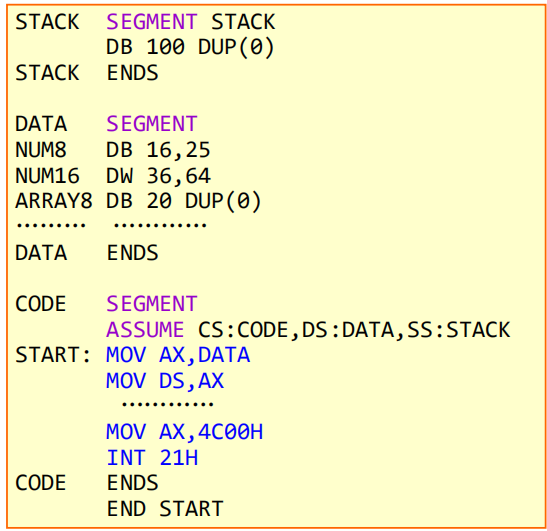 STACK SEGMENT STACK
DB 100 DUP(0)
STACK ENDS
DATA SEGMENT
NUM8 DB 16,25
NUM16 DW 36,64
ARRAY8 DB 20 DUP(0)
……… …………
DATA ENDS
CODE SEGMENT
ASSUME CS:CODE,DS:DATA,SS:STACK
START: MOV AX,DATA
MOV DS,AX
…………
MOV AX,4C00H
INT 21H
CODE ENDS
END START